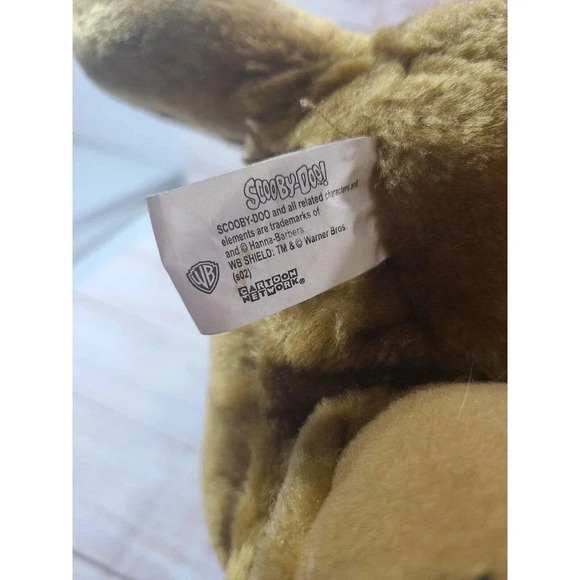 SCOOBY-DOO!
SCOOBY-DOO and all related characters and
elements are trademarks of
and © Hanna-Barbera.
WB SHIELD: TM & © Warner Bros.
(s02)
WB
CARTOON
NETWORK®